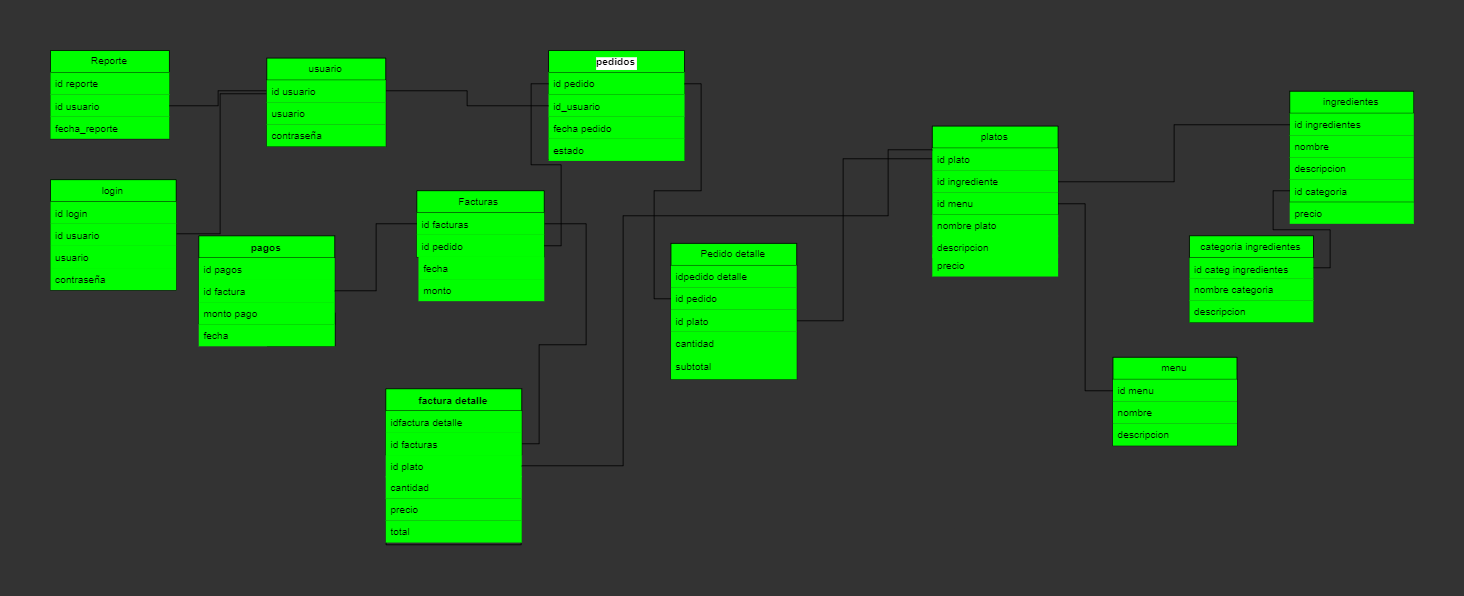 Reporte
id reporte
id usuario
fecha_reporte
usuario
id usuario
usuario
contraseña
pedidos
id pedido
id_usuario
fecha pedido
estado
login
id login
id usuario
usuario
contraseña
pagos
id pagos
id factura
monto pago
fecha
Facturas
id facturas
id pedido
fecha
monto
factura detalle
idfactura detalle
id facturas
id plato
cantidad
precio
total
Pedido detalle
idpedido detalle
id pedido
id plato
cantidad
subtotal
platos
id plato
id ingrediente
id menu
nombre plato
descripcion
precio
ingredientes
id ingredientes
nombre
descripcion
id categoria
precio
categoria ingredientes
id categ ingredientes
nombre categoria
descripcion
menu
id menu
nombre
descripcion